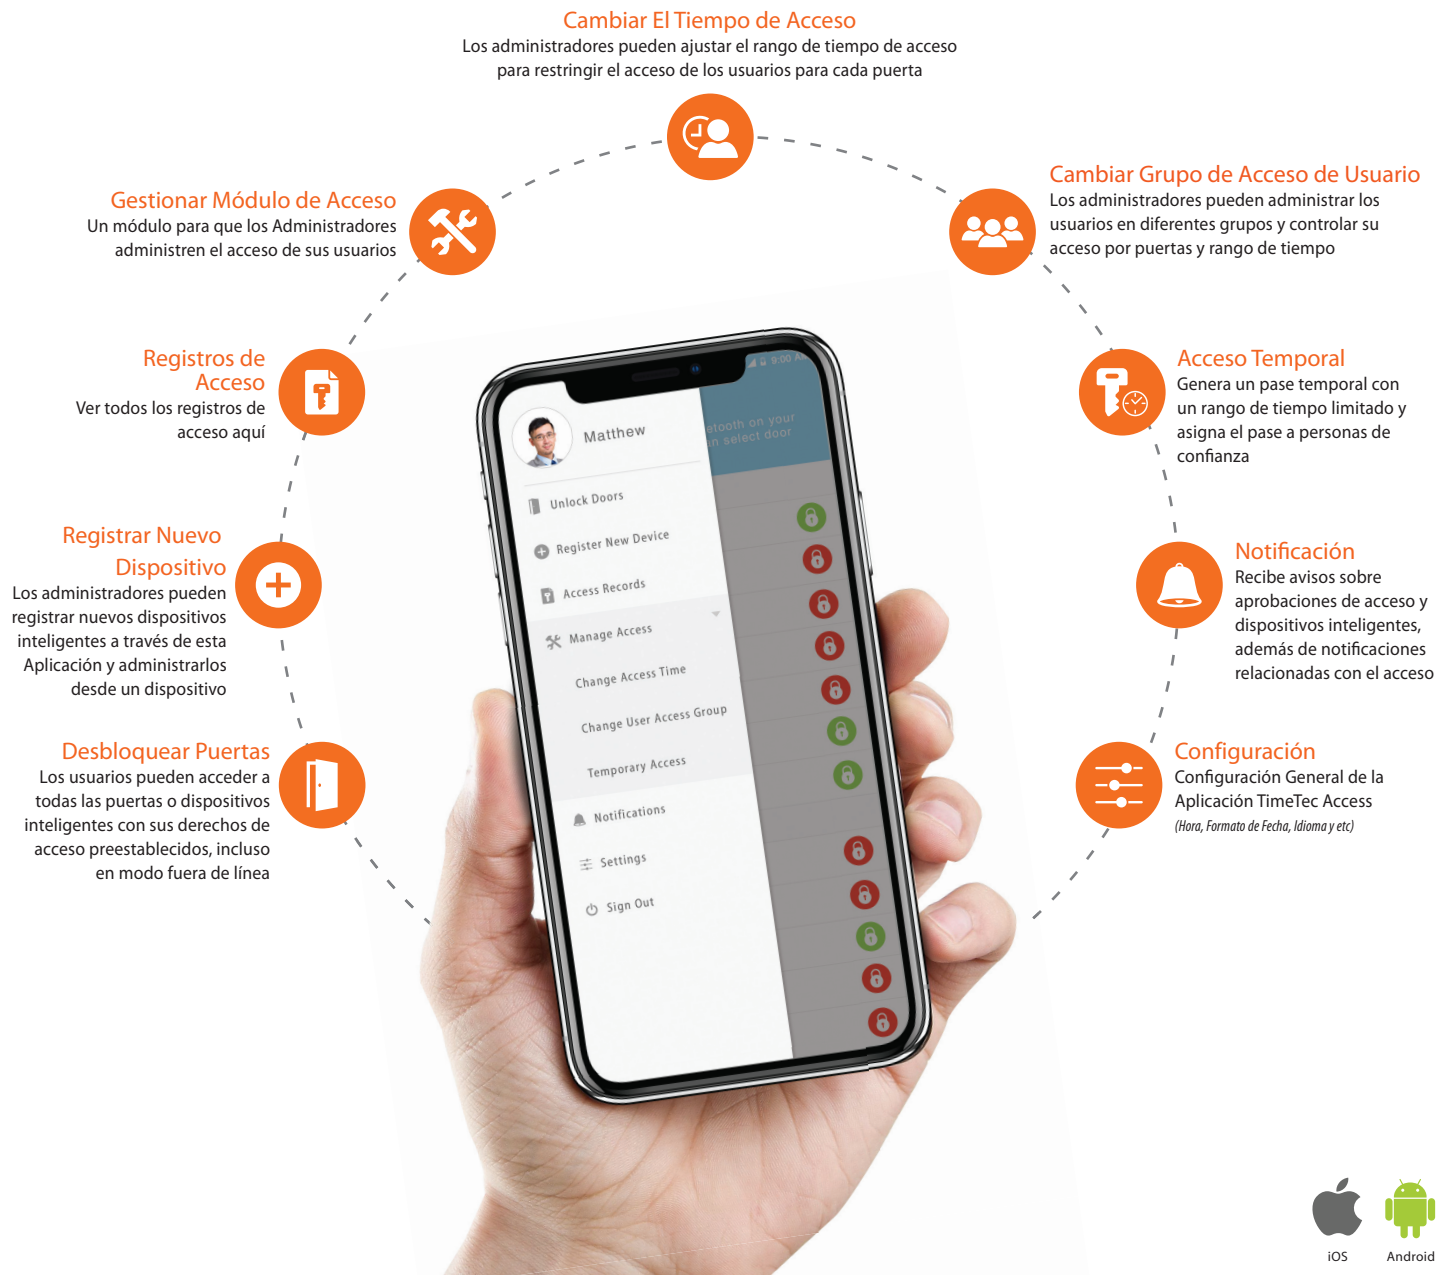 Cambiar El Tiempo de Acceso
Los administradores pueden ajustar el rango de tiempo de acceso
para restringir el acceso de los usuarios para cada puerta
Gestionar Módulo de Acceso
Un módulo para que los Administradores
administren el acceso de sus usuarios
Cambiar Grupo de Acceso de Usuario
Los administradores pueden administrar los
usuarios en diferentes grupos y controlar su
acceso por puertas y rango de tiempo
Registros de
Acceso
Ver todos los registros de
acceso aquí
Acceso Temporal
Genera un pase temporal con
un rango de tiempo limitado y
asigna el pase a personas de
confianza
Registrar Nuevo
Dispositivo
Los administradores pueden
registrar nuevos dispositivos
inteligentes a través de esta
Aplicación y administrarlos
desde un dispositivo
Notificación
Recibe avisos sobre
aprobaciones de acceso y
dispositivos inteligentes,
además de notificaciones
relacionadas con el acceso
Desbloquear Puertas
Los usuarios pueden acceder a
todas las puertas o dispositivos
inteligentes con sus derechos de
acceso preestablecidos, incluso
en modo fuera de línea
Configuración
Configuración General de la
Aplicación TimeTec Access
(Hora, Formato de Fecha, Idioma y etc)
9:00
on your
select door
Matthew
Unlock Doors
Register New Device
Access Records
Manage Access
Change Access Time
Change User Access Group
Temporary Access
Notifications
Settings
Sign Out
iOS
Android